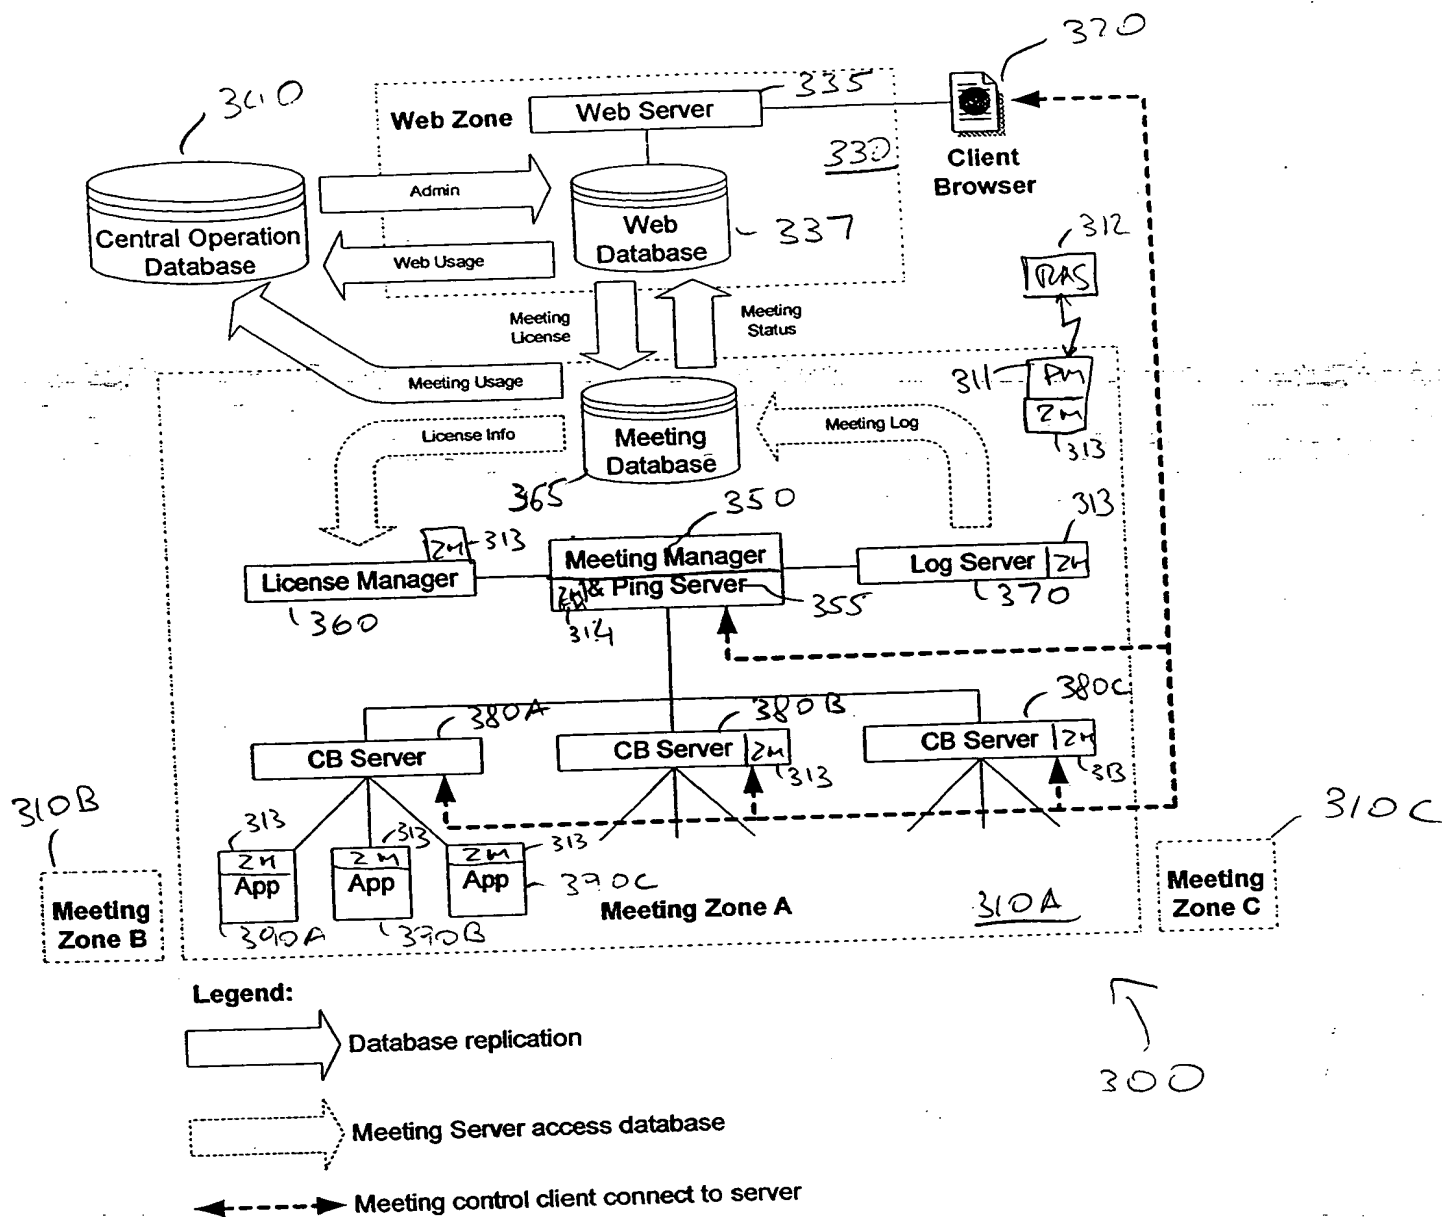 320
340
335
Web Server
Web Zone
330
Client
Browser
Admin
Web
Database
337
Central Operation
Database
Web Usage
312
RAS
Meeting
License
Meeting
Status
311
PM
ZM
313
Meeting Usage
License Info
Meeting
Database
365
Meeting Log
350
313
ZM
313
License Manager
360
Meeting Manager
& Ping Server
355
314
Log Server
ZM
370
380A
380B
380C
CB Server
CB Server
ZM
313
CB Server
ZM
313
310B
310C
313
313
313
ZM
App
ZM
App
ZM
App
390A
390B
390C
Meeting
Zone B
Meeting Zone A
310A
Meeting
Zone C
Legend:
Database replication
300
Meeting Server access database
Meeting control client connect to server